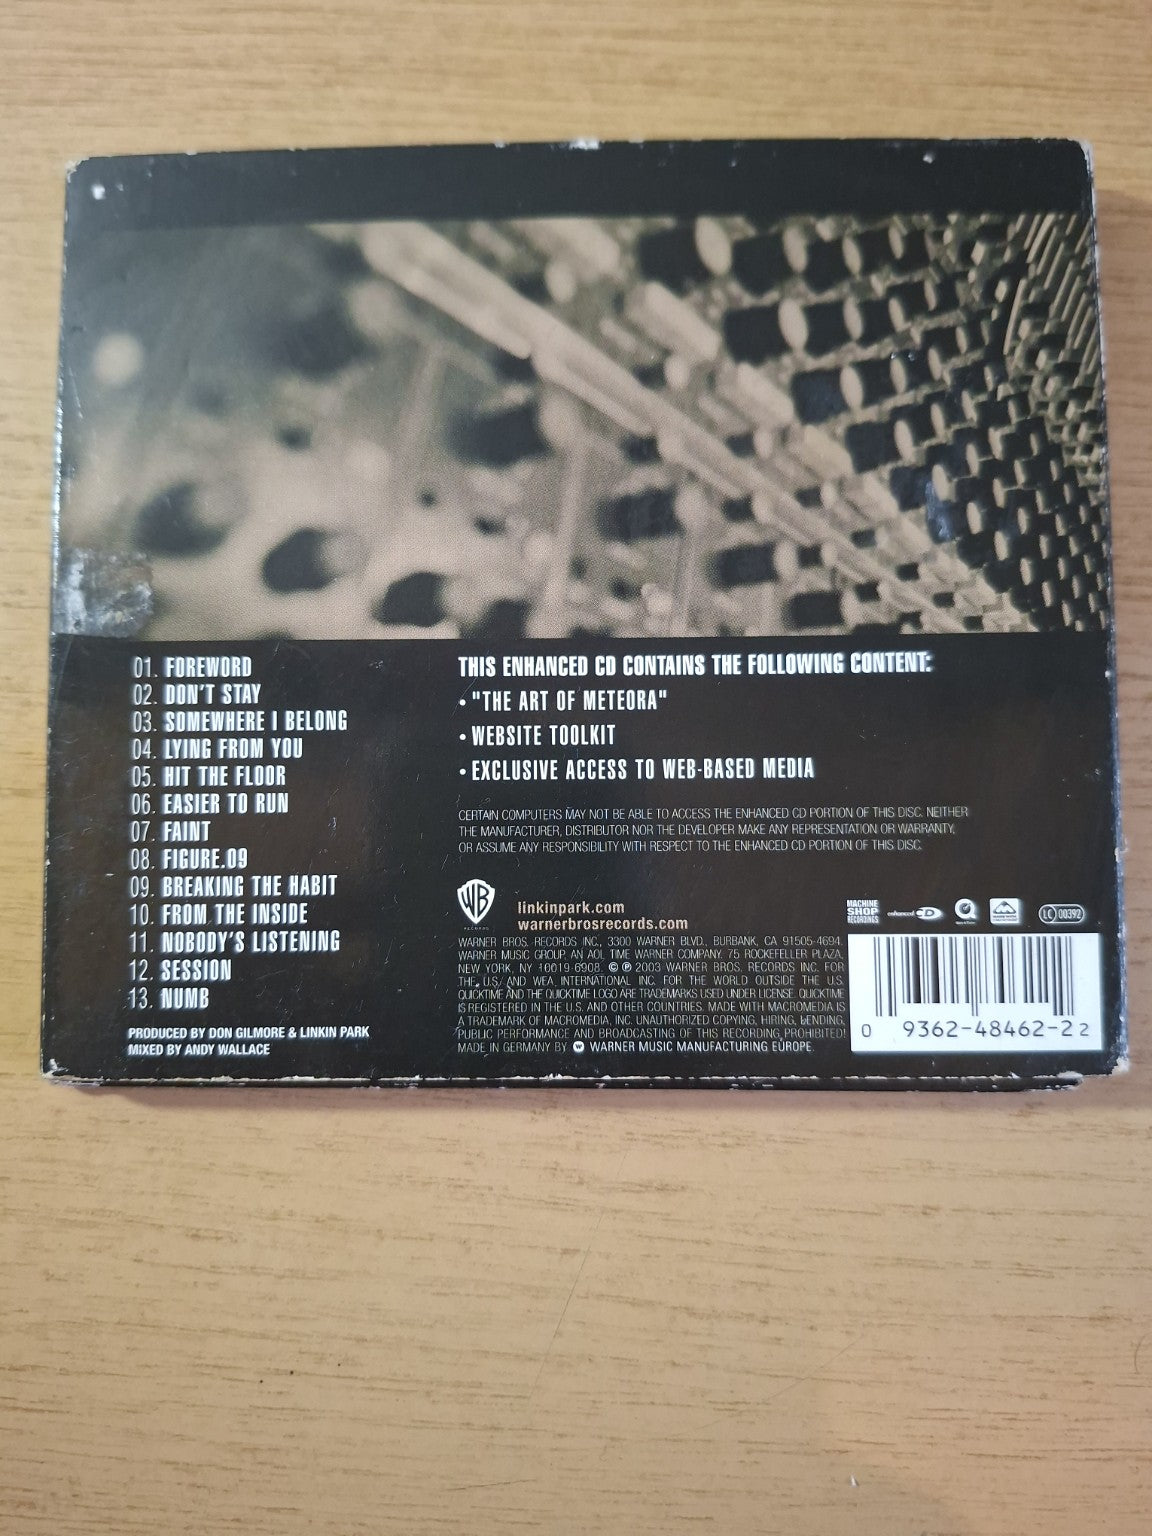 01. FOREWORD
02. DON'T STAY
03. SOMEWHERE I BELONG
04. LYING FROM YOU
05. HIT THE FLOOR
06. EASIER TO RUN
07. FAINT
08. FIGURE.09
09. BREAKING THE HABIT
10. FROM THE INSIDE
11. NOBODY'S LISTENING
12. SESSION
13. NUMB
PRODUCED BY DON GILMORE & LINKIN PARK
MIXED BY ANDY WALLACE
THIS ENHANCED CD CONTAINS THE FOLLOWING CONTENT:
• "THE ART OF METEORA"
• WEBSITE TOOLKIT
• EXCLUSIVE ACCESS TO WEB-BASED MEDIA
CERTAIN COMPUTERS MAY NOT BE ABLE TO ACCESS THE ENHANCED CD PORTION OF THIS DISC. NEITHER
THE MANUFACTURER, DISTRIBUTOR NOR THE DEVELOPER MAKE ANY REPRESENTATION OR WARRANTY,
OR ASSUME ANY RESPONSIBILITY WITH RESPECT TO THE ENHANCED CD PORTION OF THIS DISC.
WB
RECORDS
linkinpark.com
warnerbrosrecords.com
MACHINE
SHOP
RECORDINGS
enhanced CD
LC 00392
WARNER BROS. RECORDS INC., 3300 WARNER BLVD., BURBANK, CA 91505-4694.
WARNER MUSIC GROUP, AN AOL TIME WARNER COMPANY. 75 ROCKEFELLER PLAZA,
NEW YORK, NY 10019-6908. © ℗ 2003 WARNER BROS. RECORDS INC. FOR
THE U.S. AND WEA INTERNATIONAL INC. FOR THE WORLD OUTSIDE THE U.S.
QUICKTIME AND THE QUICKTIME LOGO ARE TRADEMARKS USED UNDER LICENSE. QUICKTIME
IS REGISTERED IN THE U.S. AND OTHER COUNTRIES. MADE WITH MACROMEDIA IS
A TRADEMARK OF MACROMEDIA, INC. UNAUTHORIZED COPYING, HIRING, LENDING,
PUBLIC PERFORMANCE AND BROADCASTING OF THIS RECORDING PROHIBITED.
MADE IN GERMANY BY WARNER MUSIC MANUFACTURING EUROPE.
0 9362-48462-2 2